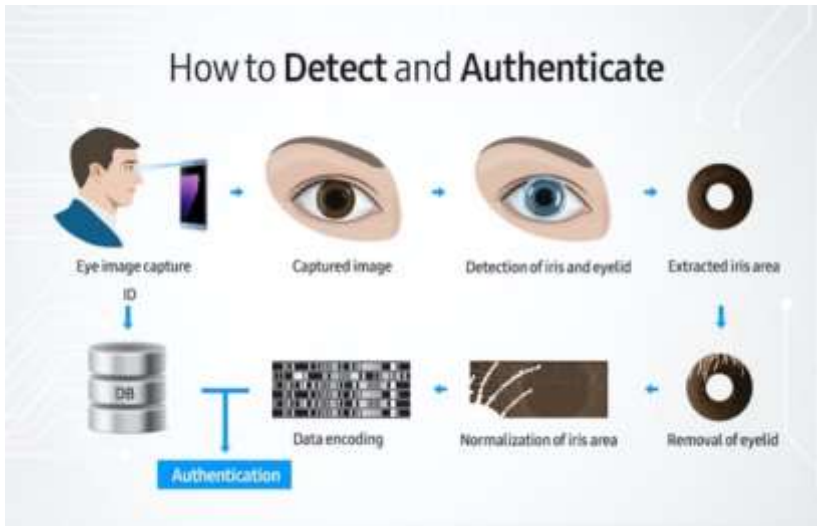 How to Detect and Authenticate
Eye image capture
Captured image
Detection of iris and eyelid
Extracted iris area
ID
DB
Data encoding
Normalization of iris area
Removal of eyelid
Authentication